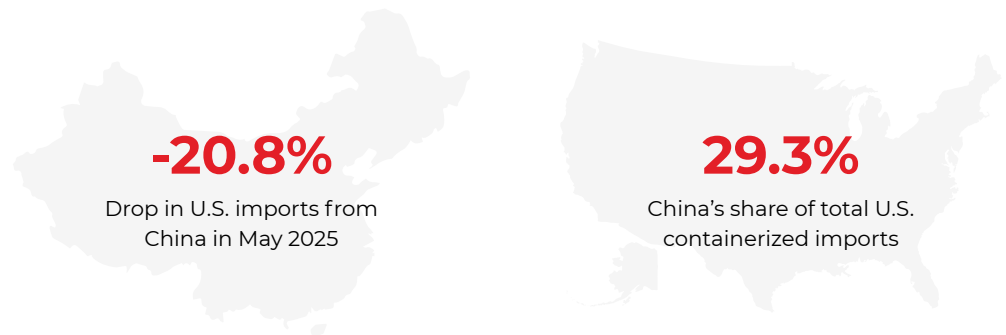 -20.8%
Drop in U.S. imports from
China in May 2025
29.3%
China’s share of total U.S.
containerized imports